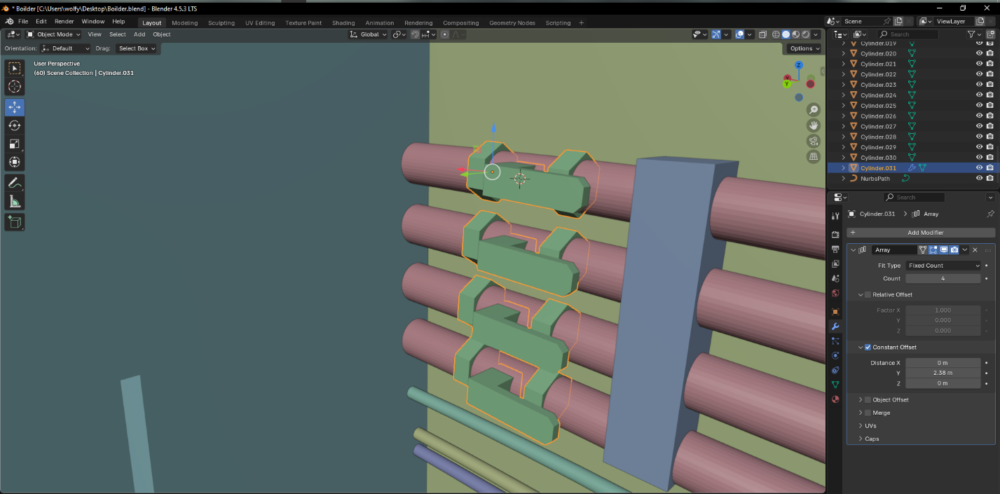 * Boilder [C:\Users\wolfy\Desktop\Boilder.blend] - Blender 4.5.3 LTS
File Edit Render Window Help Layout Modeling Sculpting UV Editing Texture Paint Shading Animation Rendering Compositing Geometry Nodes Scripting + Scene ViewLayer
Object Mode View Select Add Object Global Search
Orientation: Default Drag: Select Box Options
User Perspective
(60) Scene Collection | Cylinder.031
Z
Y
Cylinder.019
Cylinder.020
Cylinder.021
Cylinder.022
Cylinder.023
Cylinder.024
Cylinder.025
Cylinder.026
Cylinder.027
Cylinder.028
Cylinder.029
Cylinder.030
Cylinder.031
NurbsPath
Search
Cylinder.031 > Array
+ Add Modifier
Array
Fit Type Fixed Count
Count 4
Relative Offset
Factor X 1.000
Y 0.000
Z 0.000
Constant Offset
Distance X 0 m
Y 2.38 m
Z 0 m
Object Offset
Merge
UVs
Caps